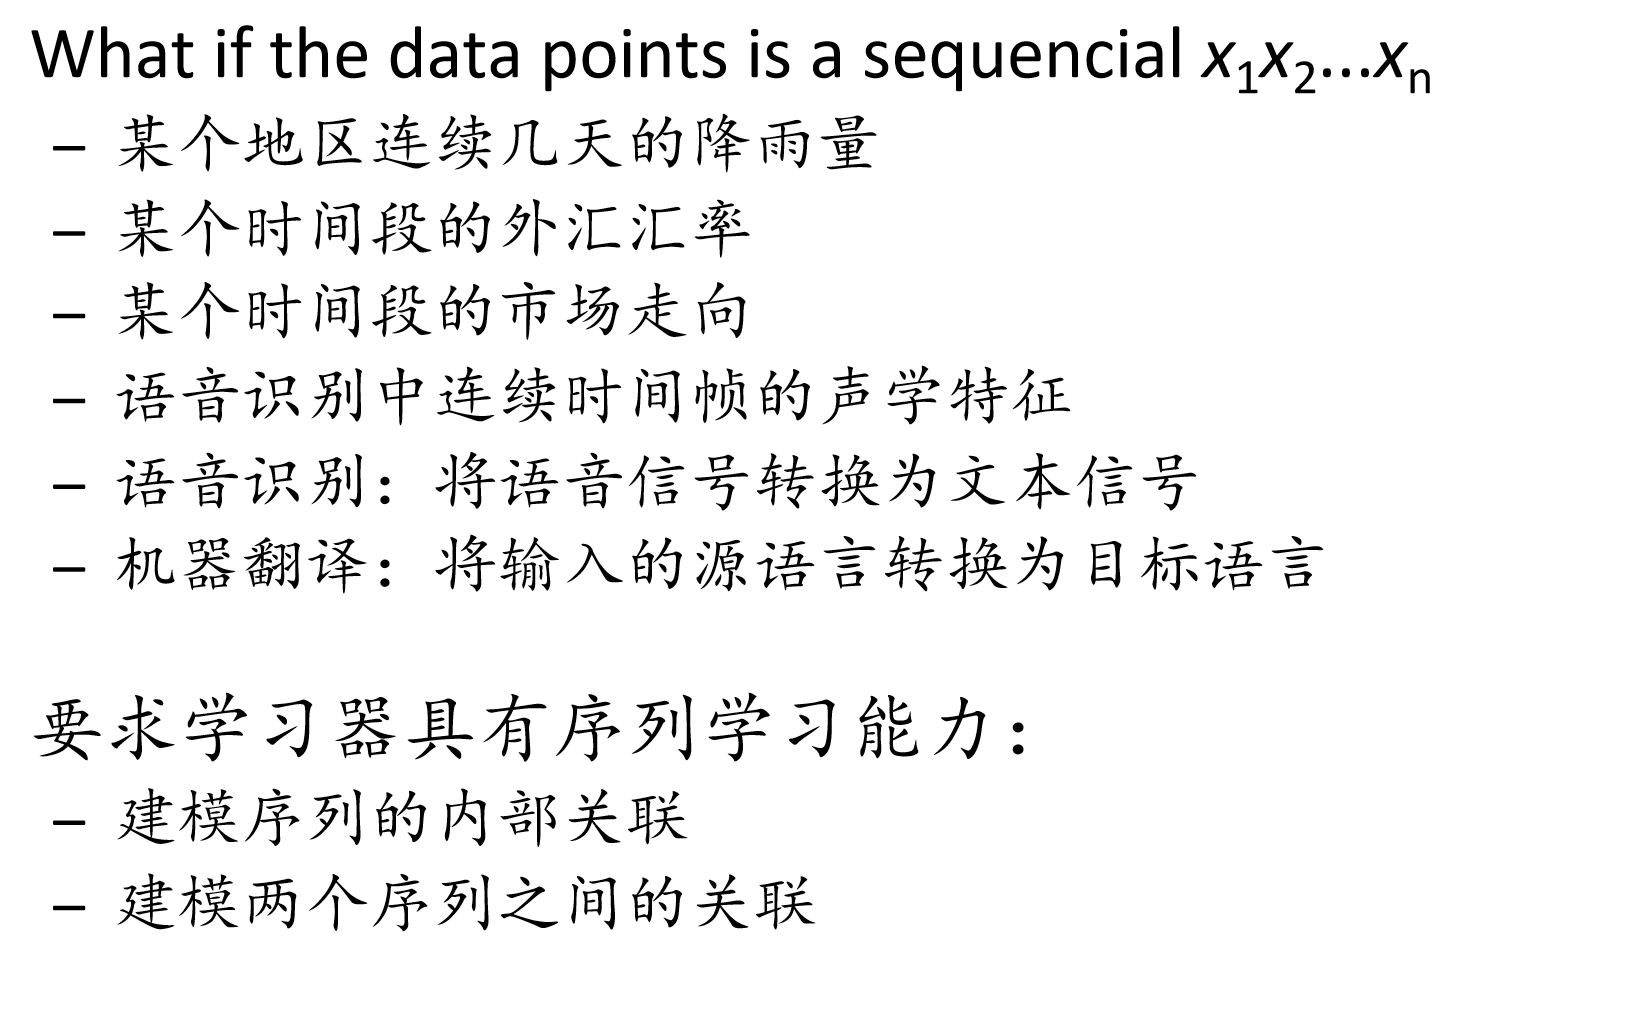 What if the data points is a sequencial x₁x₂...xₙ
– 某个地区连续几天的降雨量
– 某个时间段的外汇汇率
– 某个时间段的市场走向
– 语音识别中连续时间帧的声学特征
– 语音识别：将语音信号转换为文本信号
– 机器翻译：将输入的源语言转换为目标语言
要求学习器具有序列学习能力：
– 建模序列的内部关联
– 建模两个序列之间的关联